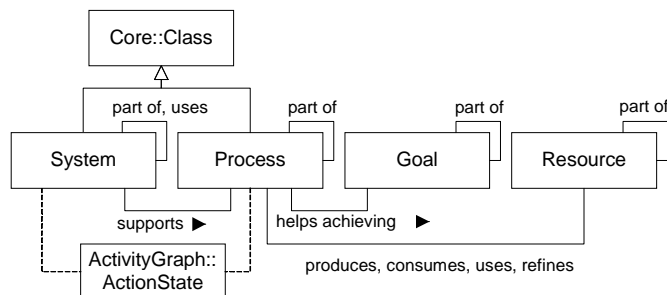 Core::Class
part of, uses
part of
part of
part of
System
Process
Goal
Resource
supports
helps achieving
ActivityGraph::
ActionState
produces, consumes, uses, refines